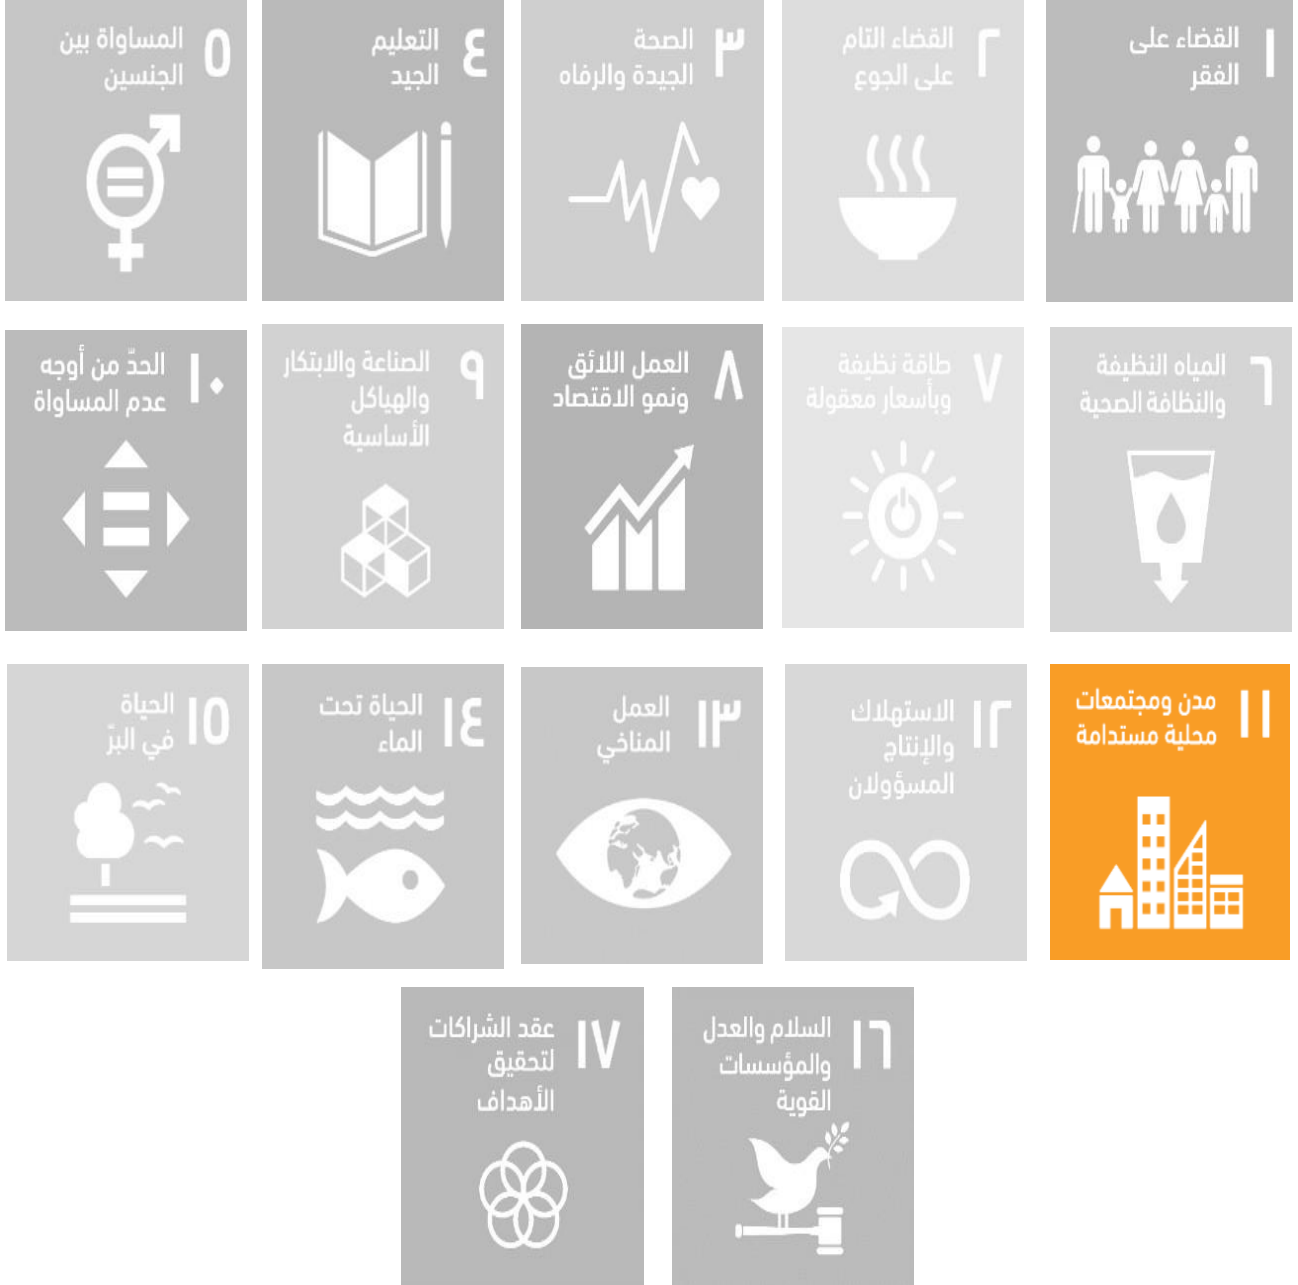 ١
القضاء على
الفقر
٢
القضاء التام
على الجوع
٣
الصحة
الجيدة والرفاه
٤
التعليم
الجيد
٥
المساواة بين
الجنسين
٦
المياه النظيفة
والنظافة الصحية
٧
طاقة نظيفة
وبأسعار معقولة
٨
العمل اللائق
ونمو الاقتصاد
٩
الصناعة والابتكار
والهياكل
الأساسية
١٠
الحدّ من أوجه
عدم المساواة
١١
مدن ومجتمعات
محلية مستدامة
١٢
الاستهلاك
والإنتاج
المسؤولان
١٣
العمل
المناخي
١٤
الحياة تحت
الماء
١٥
الحياة
في البرّ
١٦
السلام والعدل
والمؤسسات
القوية
١٧
عقد الشراكات
لتحقيق
الأهداف